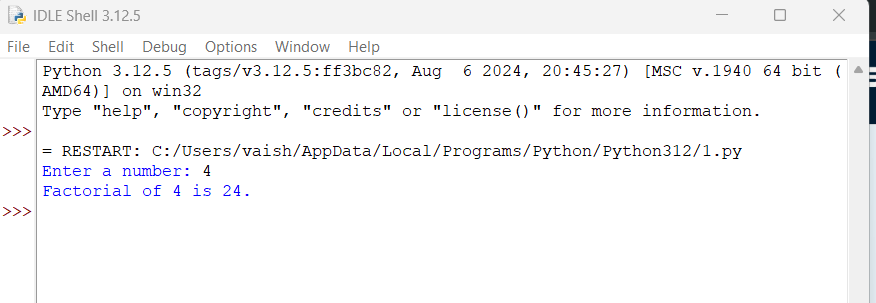 IDLE Shell 3.12.5
File Edit Shell Debug Options Window Help
Python 3.12.5 (tags/v3.12.5:ff3bc82, Aug  6 2024, 20:45:27) [MSC v.1940 64 bit (
AMD64)] on win32
Type "help", "copyright", "credits" or "license()" for more information.
>>>
= RESTART: C:/Users/vaish/AppData/Local/Programs/Python/Python312/1.py
Enter a number: 4
Factorial of 4 is 24.
>>>